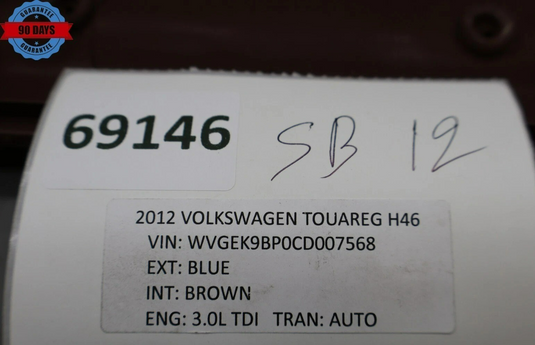 GUARANTEE
90 DAYS
GUARANTEE
69146
SB 12
2012 VOLKSWAGEN TOUAREG H46
VIN: WVGEK9BP0CD007568
EXT: BLUE
INT: BROWN
ENG: 3.0L TDI TRAN: AUTO